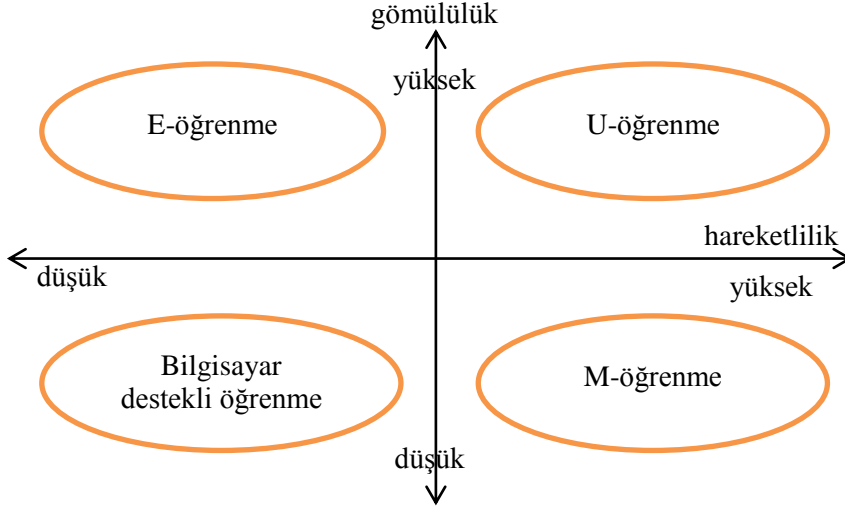 gömülülük
yüksek
E-öğrenme
U-öğrenme
hareketlilik
düşük
yüksek
Bilgisayar
destekli öğrenme
M-öğrenme
düşük